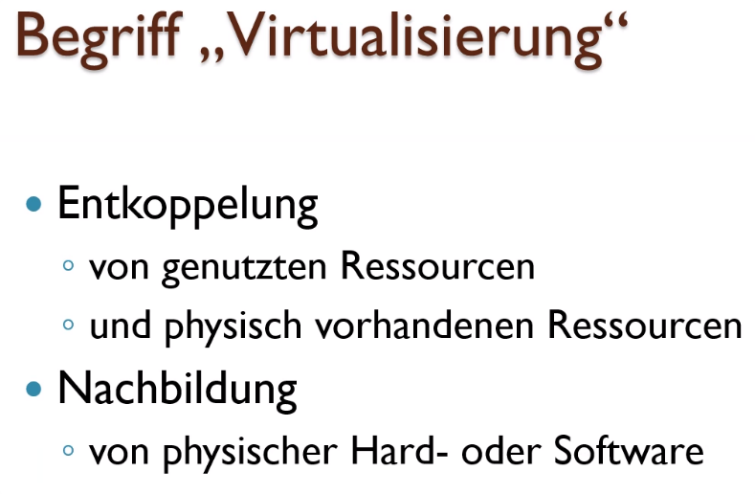 Begriff „Virtualisierung“
• Entkoppelung
◦ von genutzten Ressourcen
◦ und physisch vorhandenen Ressourcen
• Nachbildung
◦ von physischer Hard- oder Software